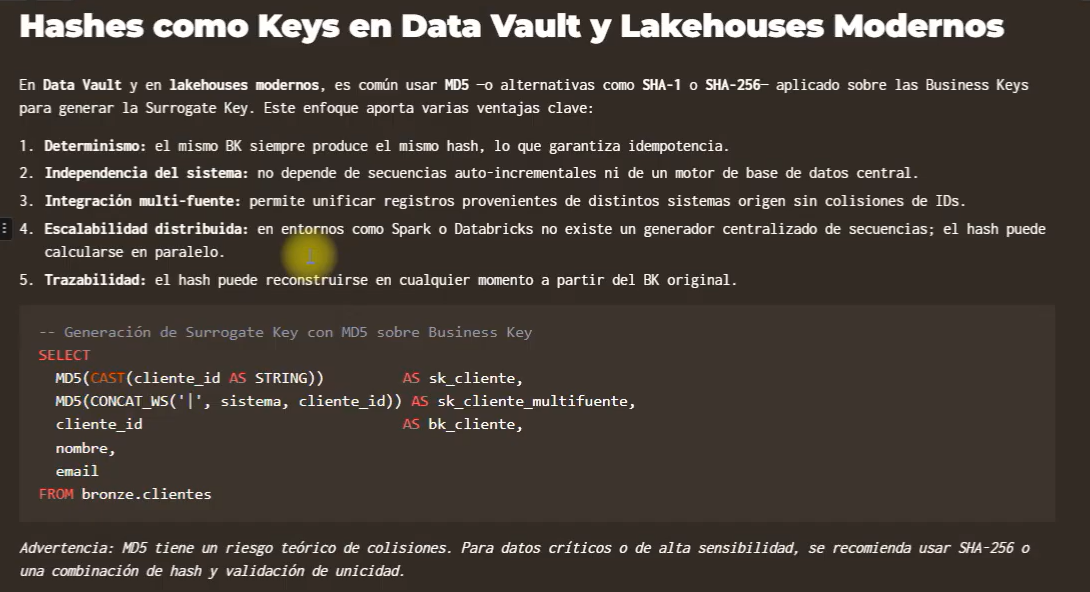 Hashes como Keys en Data Vault y Lakehouses Modernos
En Data Vault y en lakehouses modernos, es común usar MD5 —o alternativas como SHA-1 o SHA-256— aplicado sobre las Business Keys
para generar la Surrogate Key. Este enfoque aporta varias ventajas clave:
1. Determinismo: el mismo BK siempre produce el mismo hash, lo que garantiza idempotencia.
2. Independencia del sistema: no depende de secuencias auto-incrementales ni de un motor de base de datos central.
3. Integración multi-fuente: permite unificar registros provenientes de distintos sistemas origen sin colisiones de IDs.
4. Escalabilidad distribuida: en entornos como Spark o Databricks no existe un generador centralizado de secuencias; el hash puede
calcularse en paralelo.
5. Trazabilidad: el hash puede reconstruirse en cualquier momento a partir del BK original.
-- Generación de Surrogate Key con MD5 sobre Business Key
SELECT
MD5(CAST(cliente_id AS STRING)) AS sk_cliente,
MD5(CONCAT_WS('|', sistema, cliente_id)) AS sk_cliente_multifuente,
cliente_id AS bk_cliente,
nombre,
email
FROM bronze.clientes
Advertencia: MD5 tiene un riesgo teórico de colisiones. Para datos críticos o de alta sensibilidad, se recomienda usar SHA-256 o
una combinación de hash y validación de unicidad.